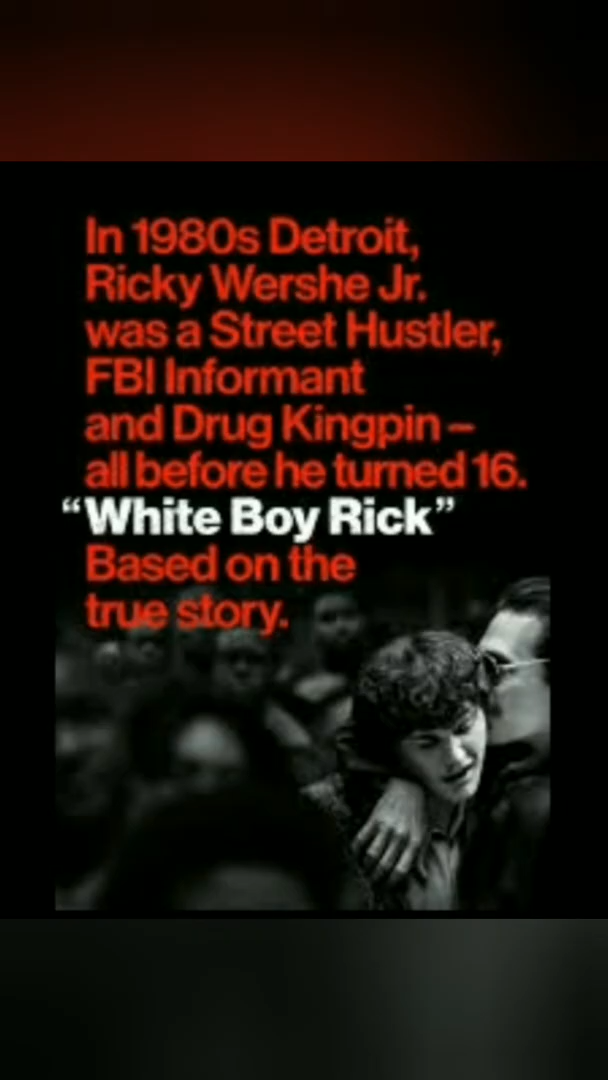 In 1980s Detroit,
Ricky Wershe Jr.
was a Street Hustler,
FBI Informant
and Drug Kingpin –
all before he turned 16.
“White Boy Rick”
Based on the
true story.